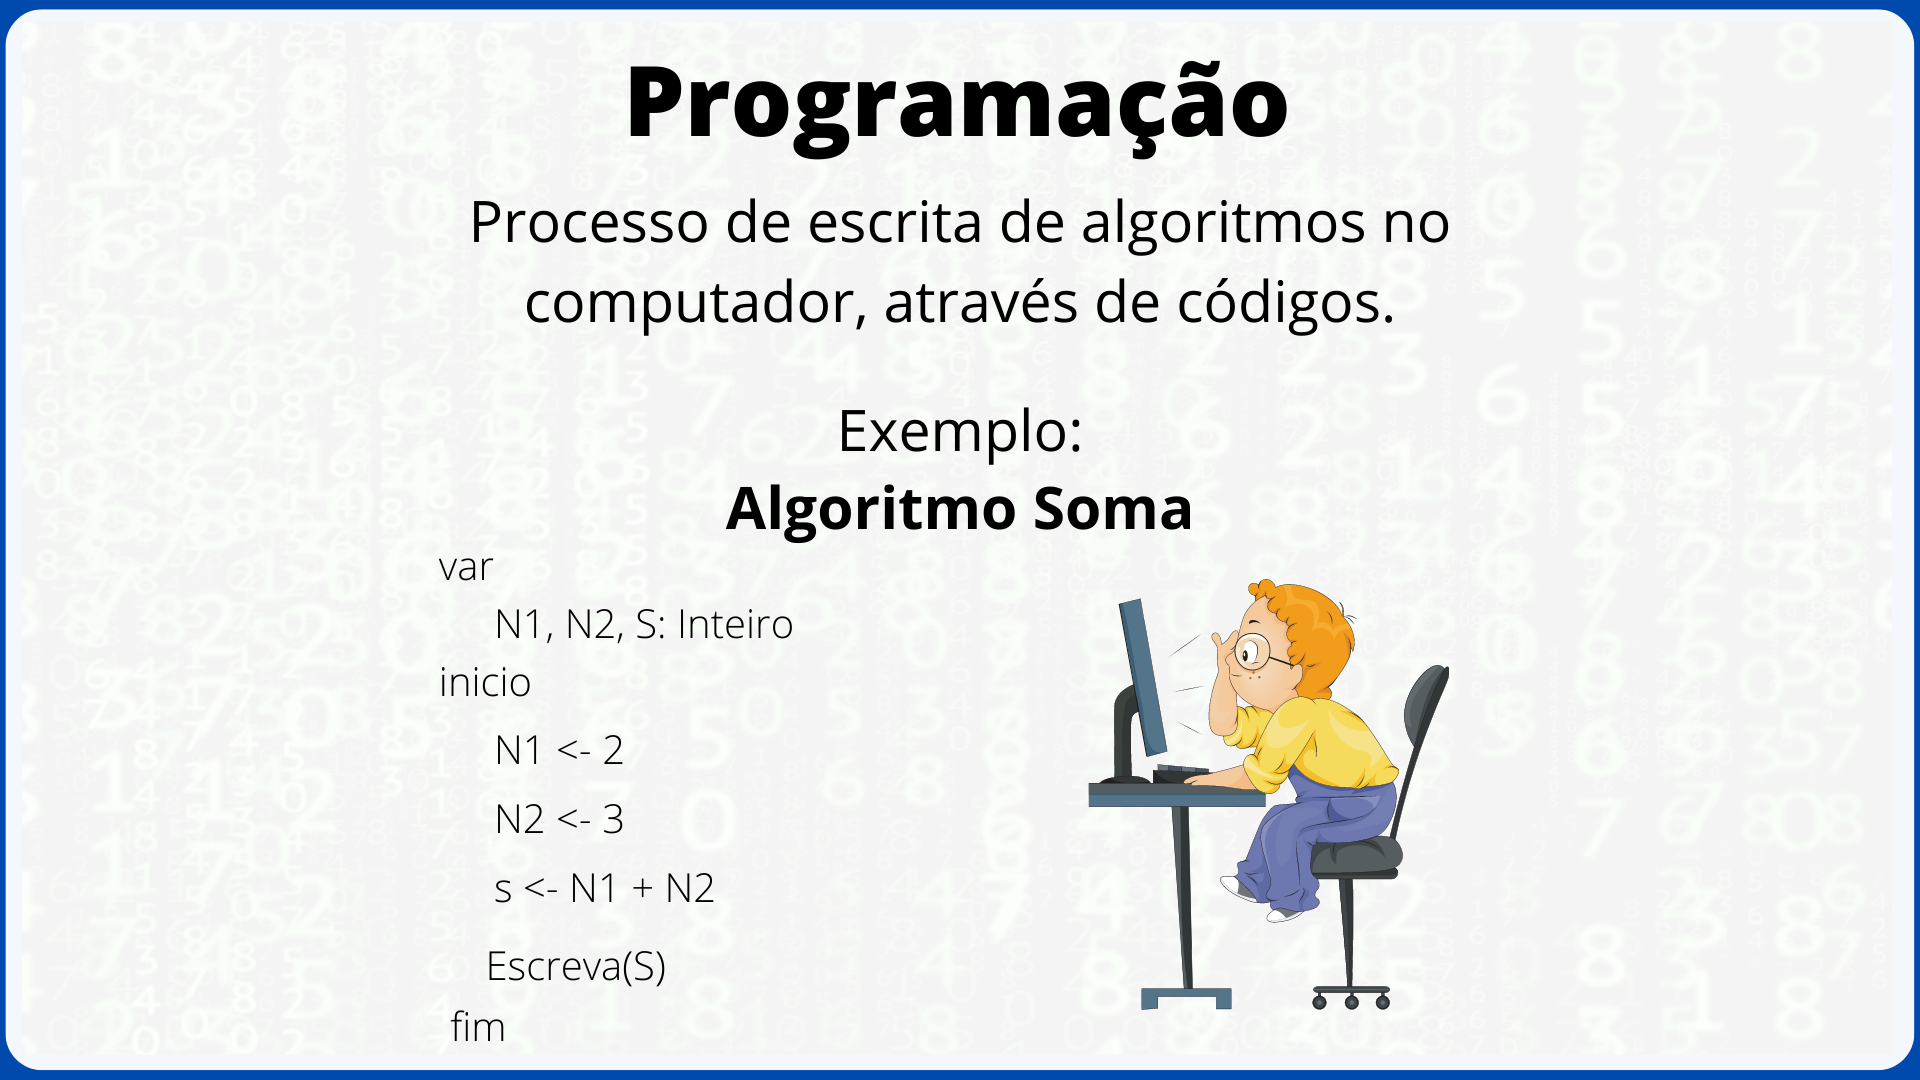 Programação
Processo de escrita de algoritmos no
computador, através de códigos.
Exemplo:
Algoritmo Soma
var
N1, N2, S: Inteiro
inicio
N1 <- 2
N2 <- 3
s <- N1 + N2
Escreva(S)
fim